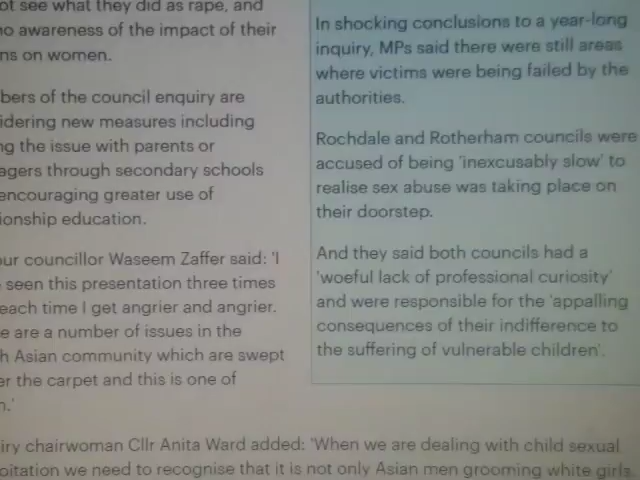 ot see what they did as rape, and
no awareness of the impact of their
ns on women.
bers of the council enquiry are
idering new measures including
ng the issue with parents or
agers through secondary schools
encouraging greater use of
ionship education.
our councillor Waseem Zaffer said: 'I
seen this presentation three times
each time I get angrier and angrier.
e are a number of issues in the
h Asian community which are swept
er the carpet and this is one of
n.'
In shocking conclusions to a year-long
inquiry, MPs said there were still areas
where victims were being failed by the
authorities.
Rochdale and Rotherham councils were
accused of being 'inexcusably slow' to
realise sex abuse was taking place on
their doorstep.
And they said both councils had a
'woeful lack of professional curiosity'
and were responsible for the 'appalling
consequences of their indifference to
the suffering of vulnerable children'.
iry chairwoman Cllr Anita Ward added: 'When we are dealing with child sexual
oitation we need to recognise that it is not only Asian men grooming white girls.